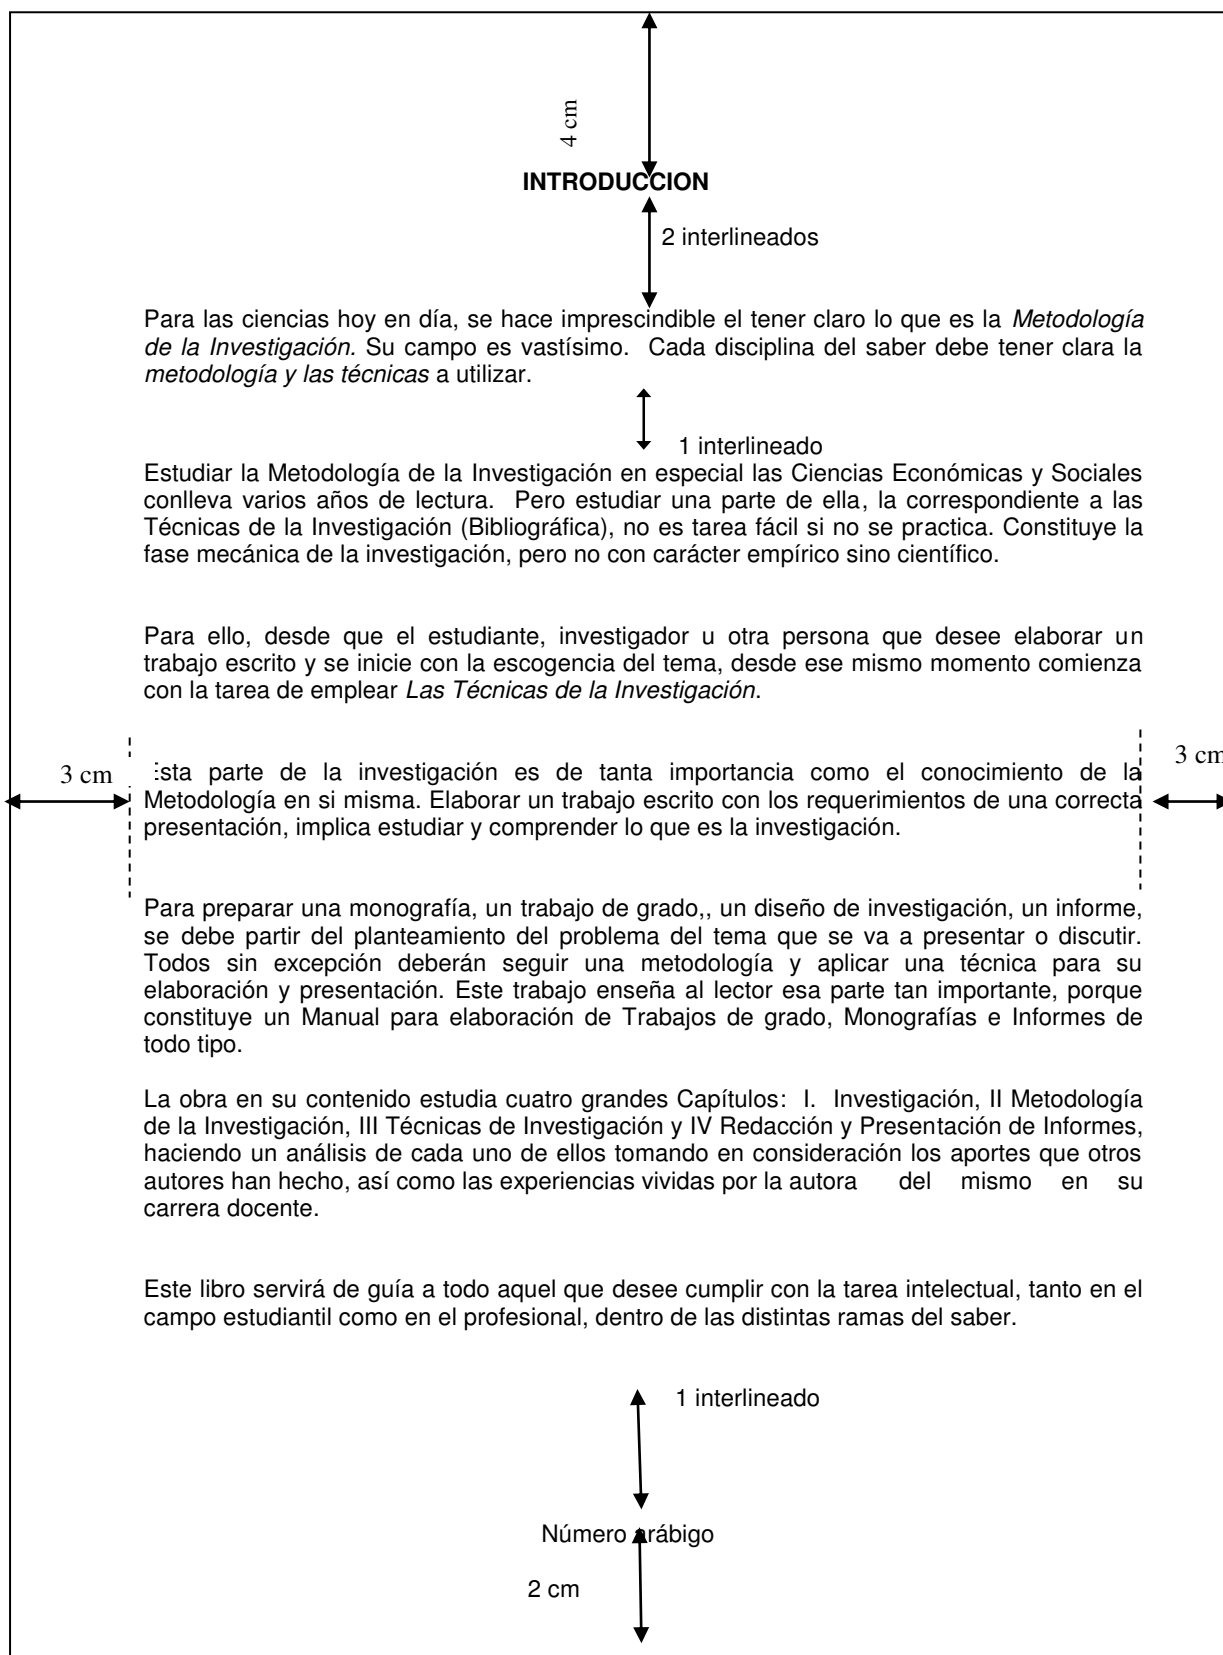 4 cm
INTRODUCCION
2 interlineados
Para las ciencias hoy en día, se hace imprescindible el tener claro lo que es la Metodología
de la Investigación. Su campo es vastísimo.  Cada disciplina del saber debe tener clara la
metodología y las técnicas a utilizar.
1 interlineado
Estudiar la Metodología de la Investigación en especial las Ciencias Económicas y Sociales
conlleva varios años de lectura.  Pero estudiar una parte de ella, la correspondiente a las
Técnicas de la Investigación (Bibliográfica), no es tarea fácil si no se practica. Constituye la
fase mecánica de la investigación, pero no con carácter empírico sino científico.
Para ello, desde que el estudiante, investigador u otra persona que desee elaborar un
trabajo escrito y se inicie con la escogencia del tema, desde ese mismo momento comienza
con la tarea de emplear Las Técnicas de la Investigación.
3 cm
3 cm
Esta parte de la investigación es de tanta importancia como el conocimiento de la
Metodología en si misma. Elaborar un trabajo escrito con los requerimientos de una correcta
presentación, implica estudiar y comprender lo que es la investigación.
Para preparar una monografía, un trabajo de grado,, un diseño de investigación, un informe,
se debe partir del planteamiento del problema del tema que se va a presentar o discutir.
Todos sin excepción deberán seguir una metodología y aplicar una técnica para su
elaboración y presentación. Este trabajo enseña al lector esa parte tan importante, porque
constituye un Manual para elaboración de Trabajos de grado, Monografías e Informes de
todo tipo.
La obra en su contenido estudia cuatro grandes Capítulos:  I.  Investigación, II Metodología
de la Investigación, III Técnicas de Investigación y IV Redacción y Presentación de Informes,
haciendo un análisis de cada uno de ellos tomando en consideración los aportes que otros
autores han hecho, así como las experiencias vividas por la autora del mismo en su
carrera docente.
Este libro servirá de guía a todo aquel que desee cumplir con la tarea intelectual, tanto en el
campo estudiantil como en el profesional, dentro de las distintas ramas del saber.
1 interlineado
Número arábigo
2 cm